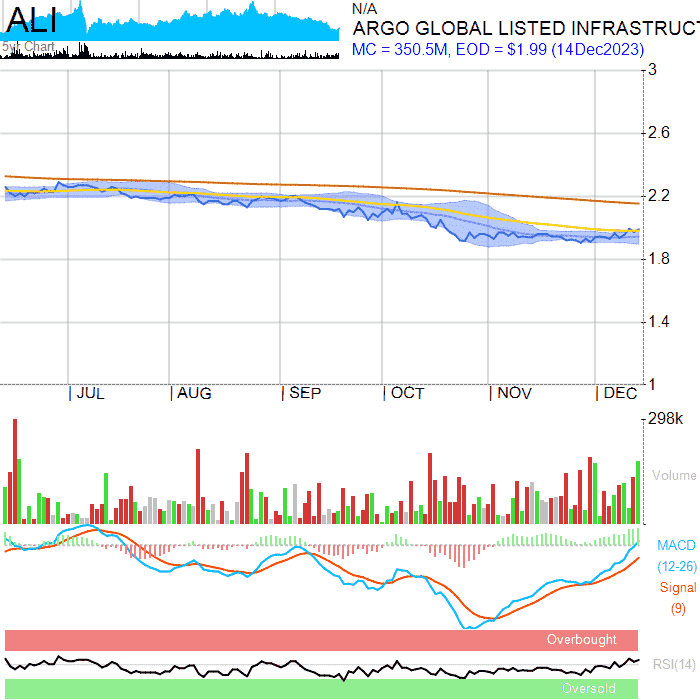 ALI
5yr Chart
N/A
ARGO GLOBAL LISTED INFRASTRUCT
MC = 350.5M, EOD = $1.99 (14Dec2023)
3
2.6
2.2
1.8
1.4
1
| JUL | AUG | SEP | OCT | NOV | DEC
298k
Volume
MACD
(12-26)
Signal
(9)
Overbought
RSI(14)
Oversold